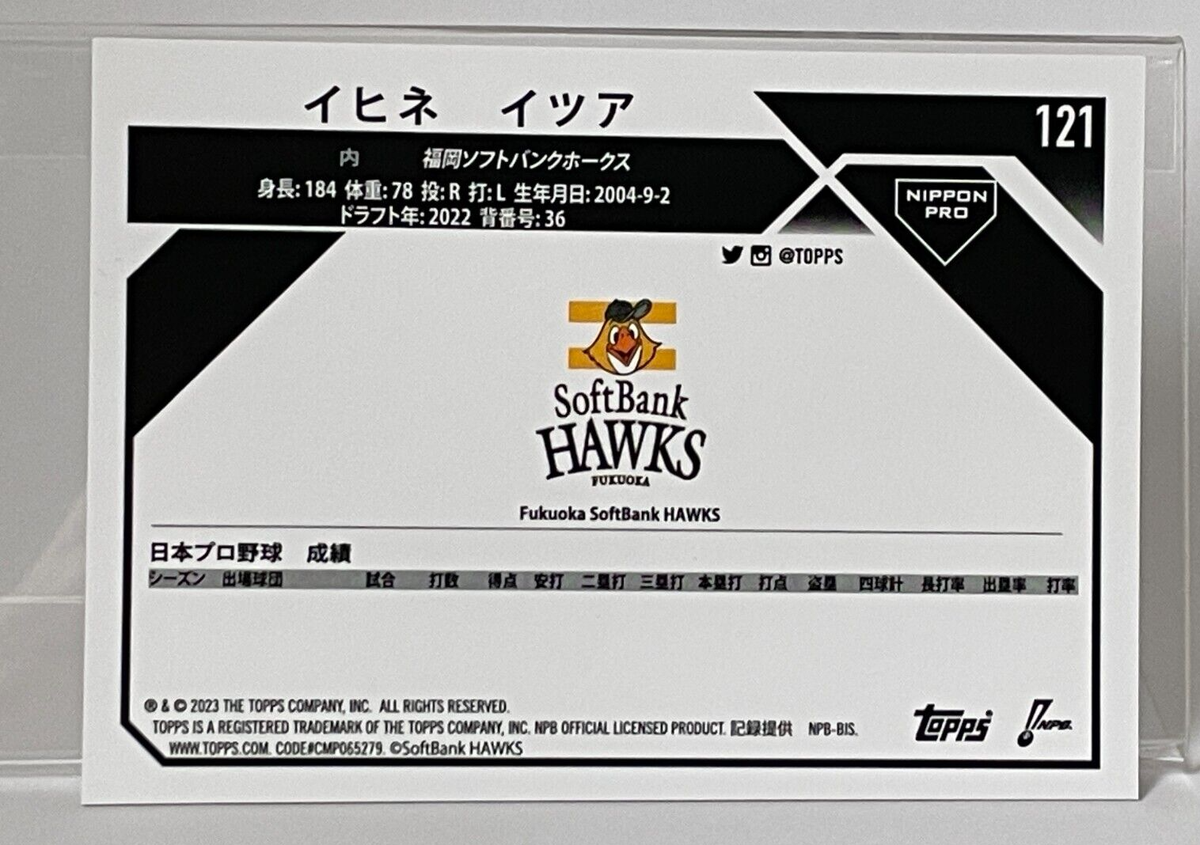 イヒネ　イツア
121
内　福岡ソフトバンクホークス
身長: 184 体重: 78 投: R 打: L 生年月日: 2004-9-2
ドラフト年: 2022 背番号: 36
NIPPON
PRO
@TOPPS
SoftBank
HAWKS
FUKUOKA
Fukuoka SoftBank HAWKS
日本プロ野球　成績
シーズン 出場球団 試合 打数 得点 安打 二塁打 三塁打 本塁打 打点 盗塁 四球計 長打率 出塁率 打率
® & © 2023 THE TOPPS COMPANY, INC. ALL RIGHTS RESERVED.
TOPPS IS A REGISTERED TRADEMARK OF THE TOPPS COMPANY, INC. NPB OFFICIAL LICENSED PRODUCT. 記録提供 NPB-BIS.
WWW.TOPPS.COM. CODE#CMP065279. ©SoftBank HAWKS
topps
NPB.